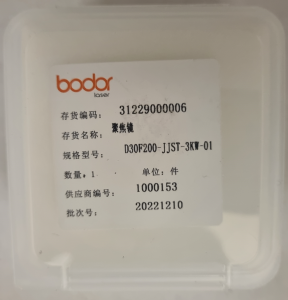 bodor
laser
存货编码: 31229000006
存货名称: 聚焦镜
规格型号: D30F200-JJST-3KW-01
数量: 1 单位: 件
供应商编号: 1000153
批次号: 20221210